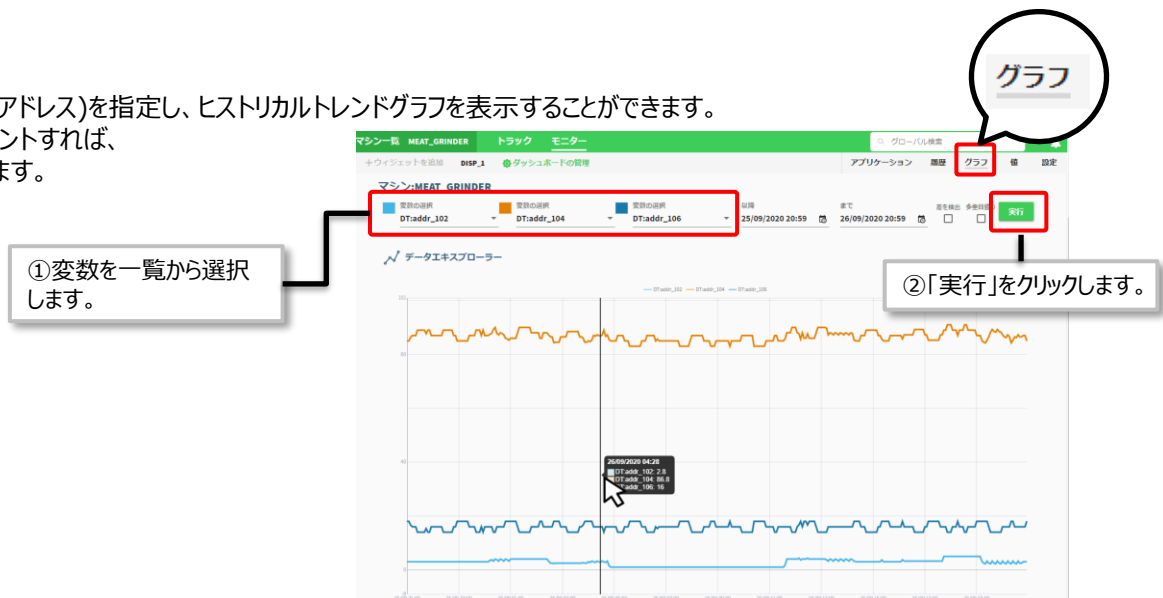 グラフ
アドレス)を指定し、ヒストリカルトレンドグラフを表示することができます。
ントすれば、
ます。
マシン一覧 MEAT_GRINDER トラック モニター グローバル検索
+ウィジェットを追加 DISP_1 ダッシュボードの管理 アプリケーション 履歴 グラフ 値 設定
マシン:MEAT_GRINDER
変数の選択 変数の選択 変数の選択 以降 まで 差を検出
DT:addr_102 DT:addr_104 DT:addr_106 25/09/2020 20:59 26/09/2020 20:59 実行
データエキスプローラー
①変数を一覧から選択
します。
②「実行」をクリックします。
DT:addr_102 DT:addr_104 DT:addr_106
100
80
40
0
26/09/2020 04:28
DT:addr_102: 2.8
DT:addr_104: 86.8
DT:addr_106: 16